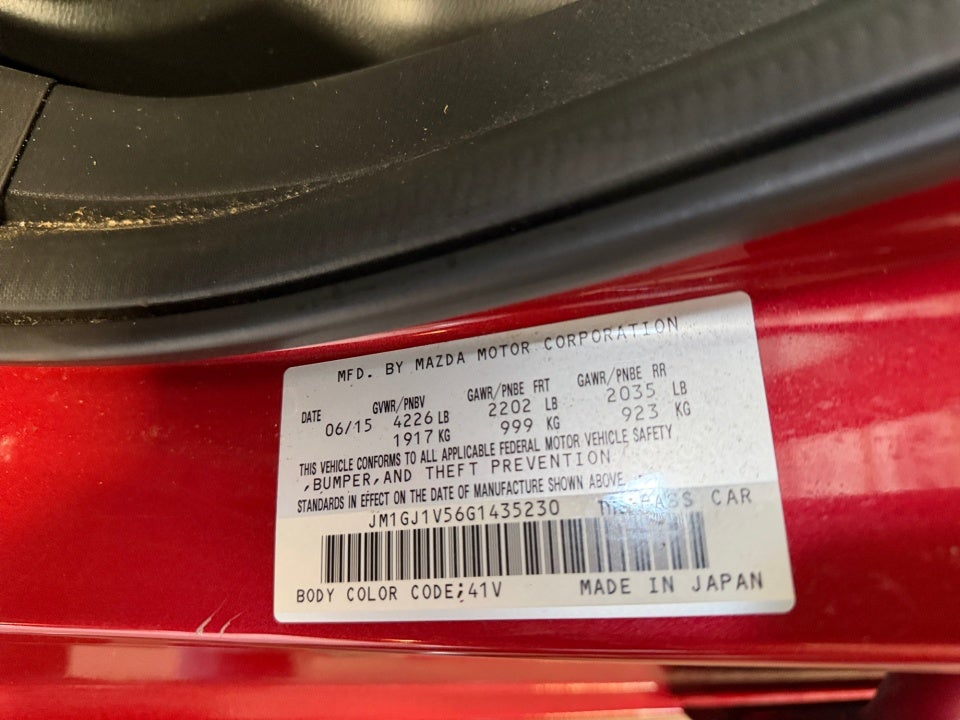 MFD. BY MAZDA MOTOR CORPORATION
DATE GVWR/PNBV GAWR/PNBE FRT GAWR/PNBE RR
06/15 4226 LB 2202 LB 2035 LB
1917 KG 999 KG 923 KG
THIS VEHICLE CONFORMS TO ALL APPLICABLE FEDERAL MOTOR VEHICLE SAFETY
,BUMPER,AND THEFT PREVENTION
STANDARDS IN EFFECT ON THE DATE OF MANUFACTURE SHOWN ABOVE.
JM1GJ1V56G1435230 PASS CAR
BODY COLOR CODE:41V MADE IN JAPAN